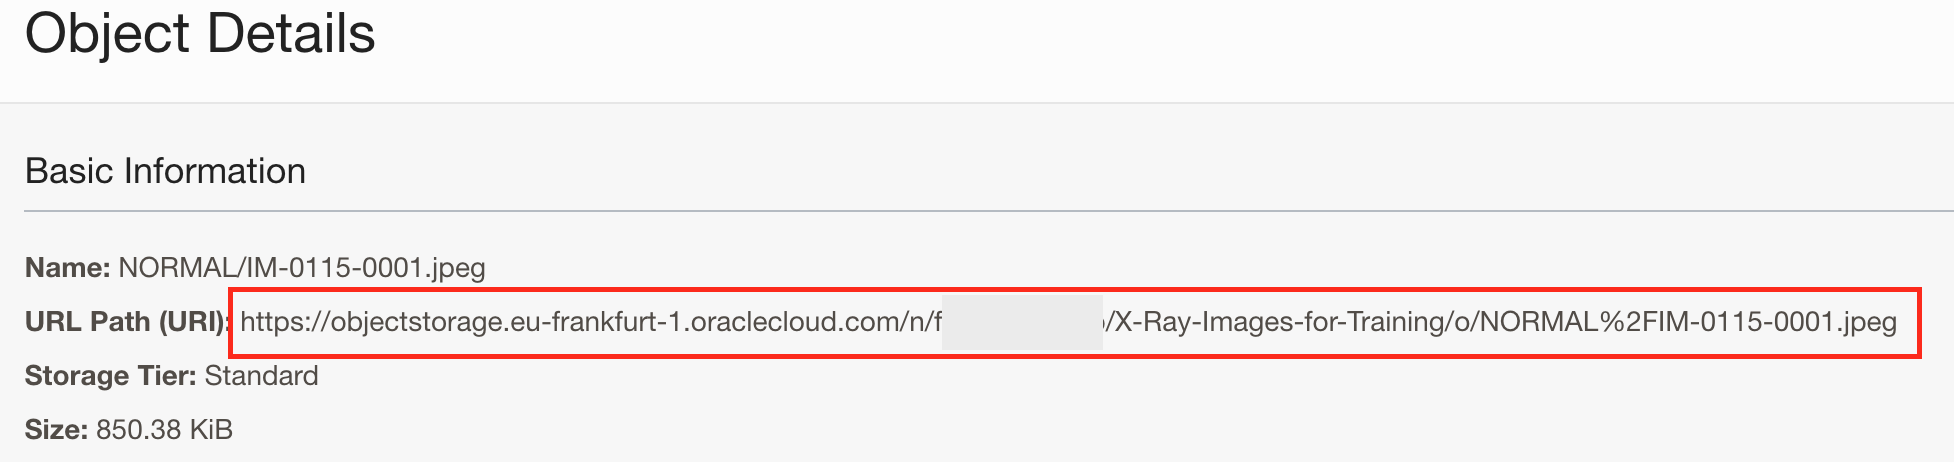 Object Details
Basic Information
Name: NORMAL/IM-0115-0001.jpeg
URL Path (URI): https://objectstorage.eu-frankfurt-1.oraclecloud.com/n/f /X-Ray-Images-for-Training/o/NORMAL%2FIM-0115-0001.jpeg
Storage Tier: Standard
Size: 850.38 KiB